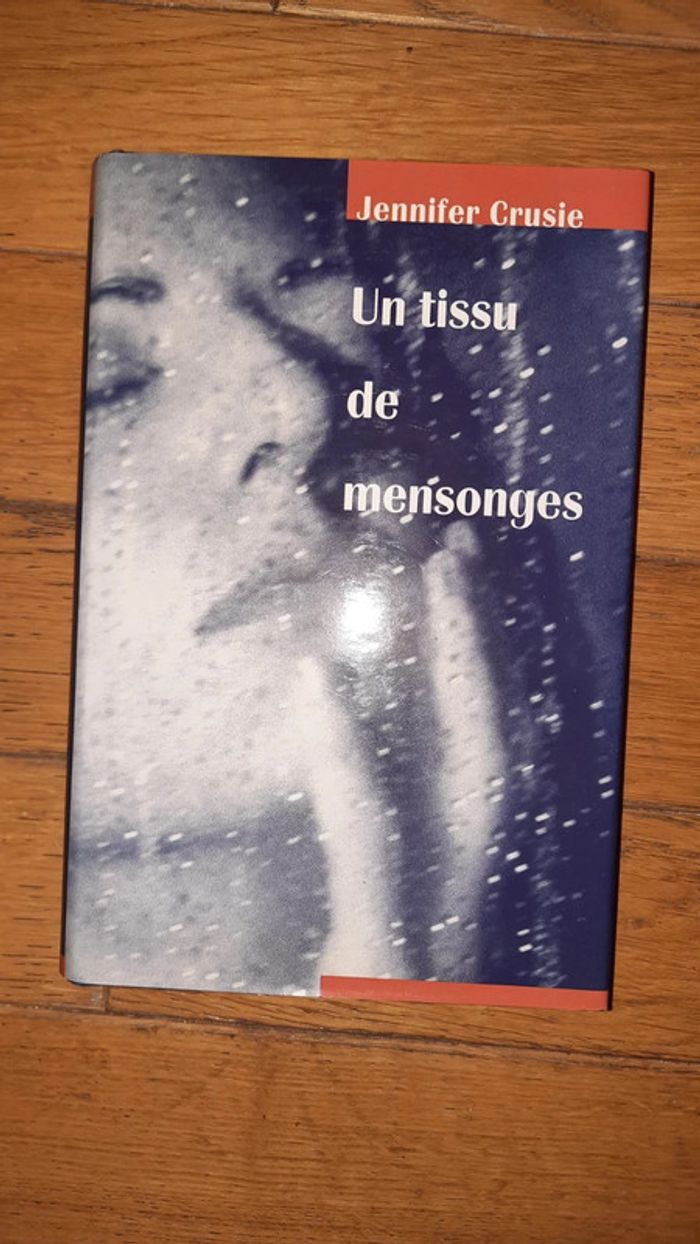 Jennifer Crusie
Un tissu
de
mensonges